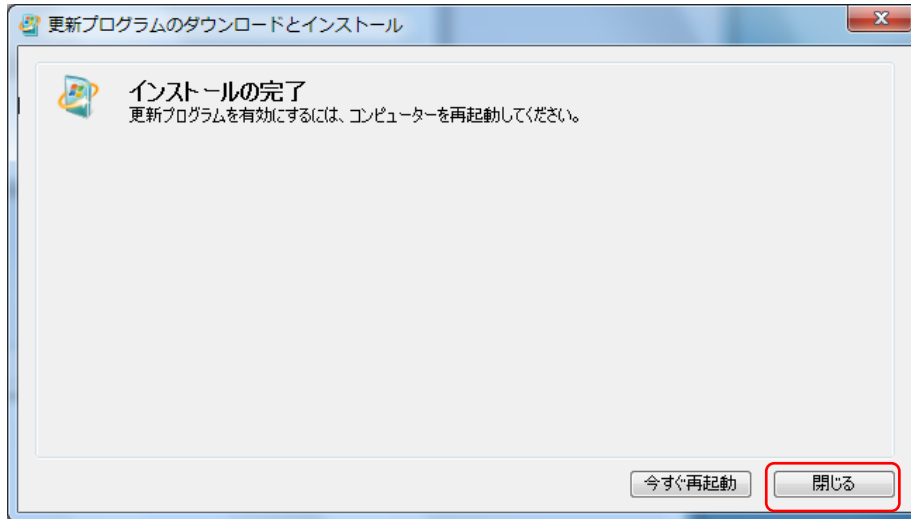 更新プログラムのダウンロードとインストール
インストールの完了
更新プログラムを有効にするには、コンピューターを再起動してください。
今すぐ再起動
閉じる